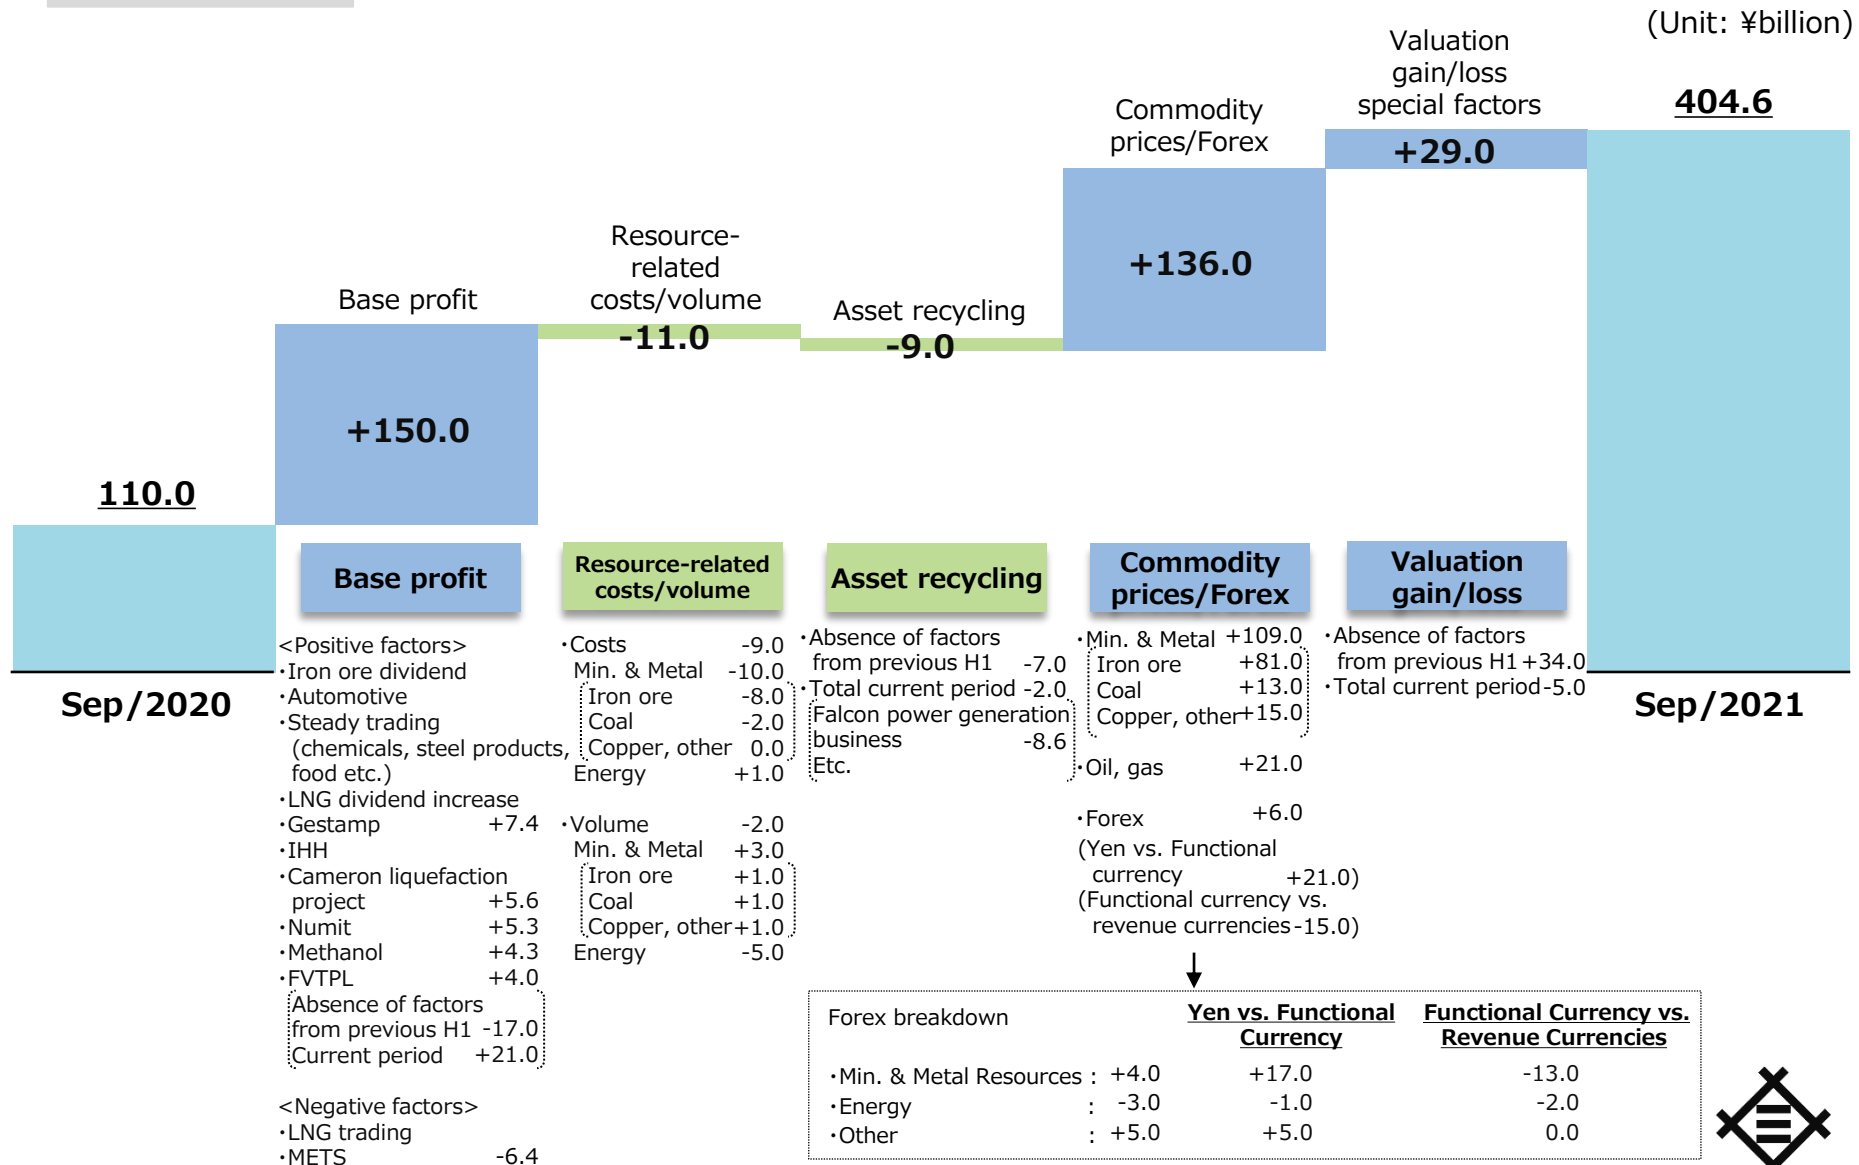 (Unit: ¥billion)
110.0
Sep/2020
Base profit
+150.0
Resource-
related
costs/volume
-11.0
Asset recycling
-9.0
Commodity
prices/Forex
+136.0
Valuation
gain/loss
special factors
+29.0
404.6
Sep/2021
Base profit
<Positive factors>
・Iron ore dividend
・Automotive
・Steady trading
(chemicals, steel products,
food etc.)
・LNG dividend increase
・Gestamp +7.4
・IHH
・Cameron liquefaction
project +5.6
・Numit +5.3
・Methanol +4.3
・FVTPL +4.0
Absence of factors
from previous H1 -17.0
Current period +21.0
<Negative factors>
・LNG trading
・METS -6.4
Resource-related
costs/volume
・Costs -9.0
Min. & Metal -10.0
Iron ore -8.0
Coal -2.0
Copper, other 0.0
Energy +1.0
・Volume -2.0
Min. & Metal +3.0
Iron ore +1.0
Coal +1.0
Copper, other +1.0
Energy -5.0
Asset recycling
・Absence of factors
from previous H1 -7.0
・Total current period -2.0
Falcon power generation
business -8.6
Etc.
Commodity
prices/Forex
・Min. & Metal +109.0
Iron ore +81.0
Coal +13.0
Copper, other +15.0
・Oil, gas +21.0
・Forex +6.0
(Yen vs. Functional
currency +21.0)
(Functional currency vs.
revenue currencies -15.0)
Valuation
gain/loss
・Absence of factors
from previous H1 +34.0
・Total current period -5.0
Forex breakdown
Yen vs. Functional
Currency
Functional Currency vs.
Revenue Currencies
・Min. & Metal Resources : +4.0 +17.0 -13.0
・Energy : -3.0 -1.0 -2.0
・Other : +5.0 +5.0 0.0